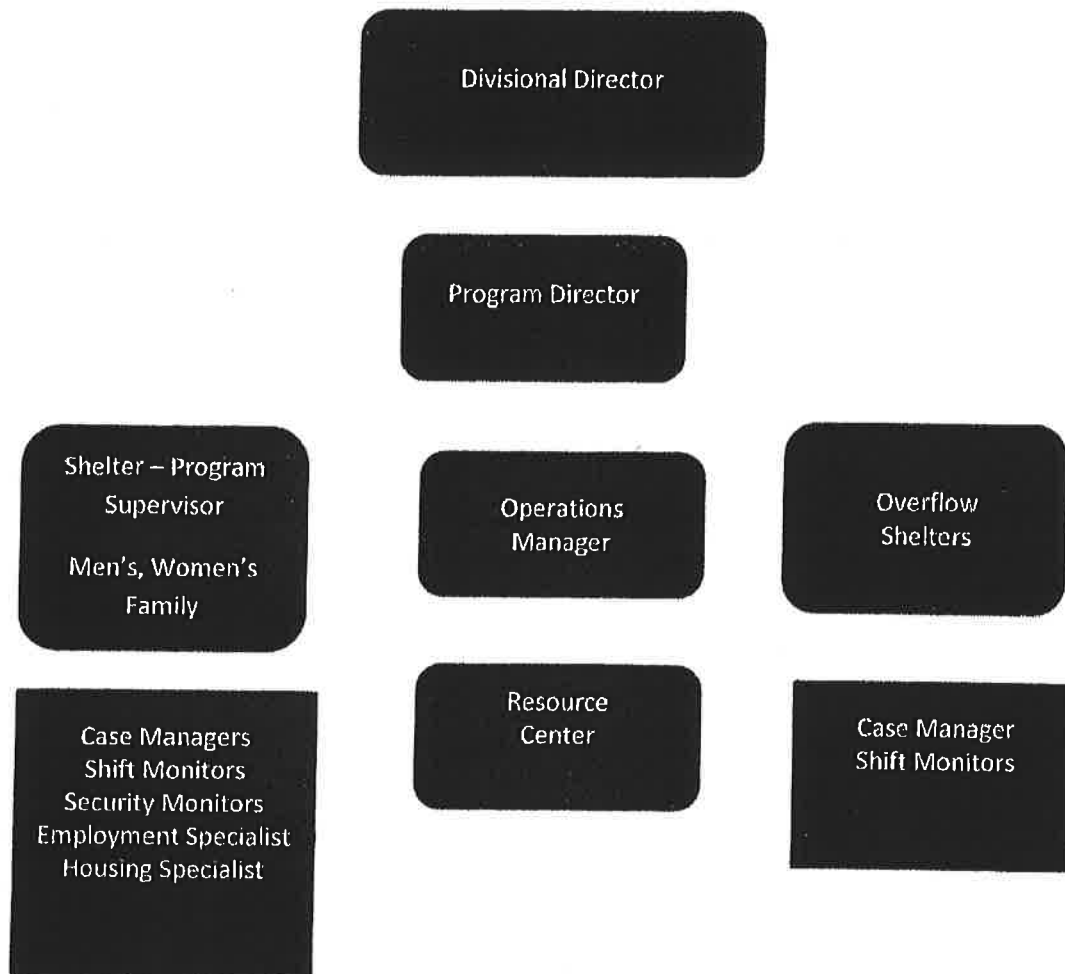 Divisional Director
Program Director
Shelter – Program
Supervisor
Men's, Women's
Family
Operations
Manager
Overflow
Shelters
Case Managers
Shift Monitors
Security Monitors
Employment Specialist
Housing Specialist
Resource
Center
Case Manager
Shift Monitors